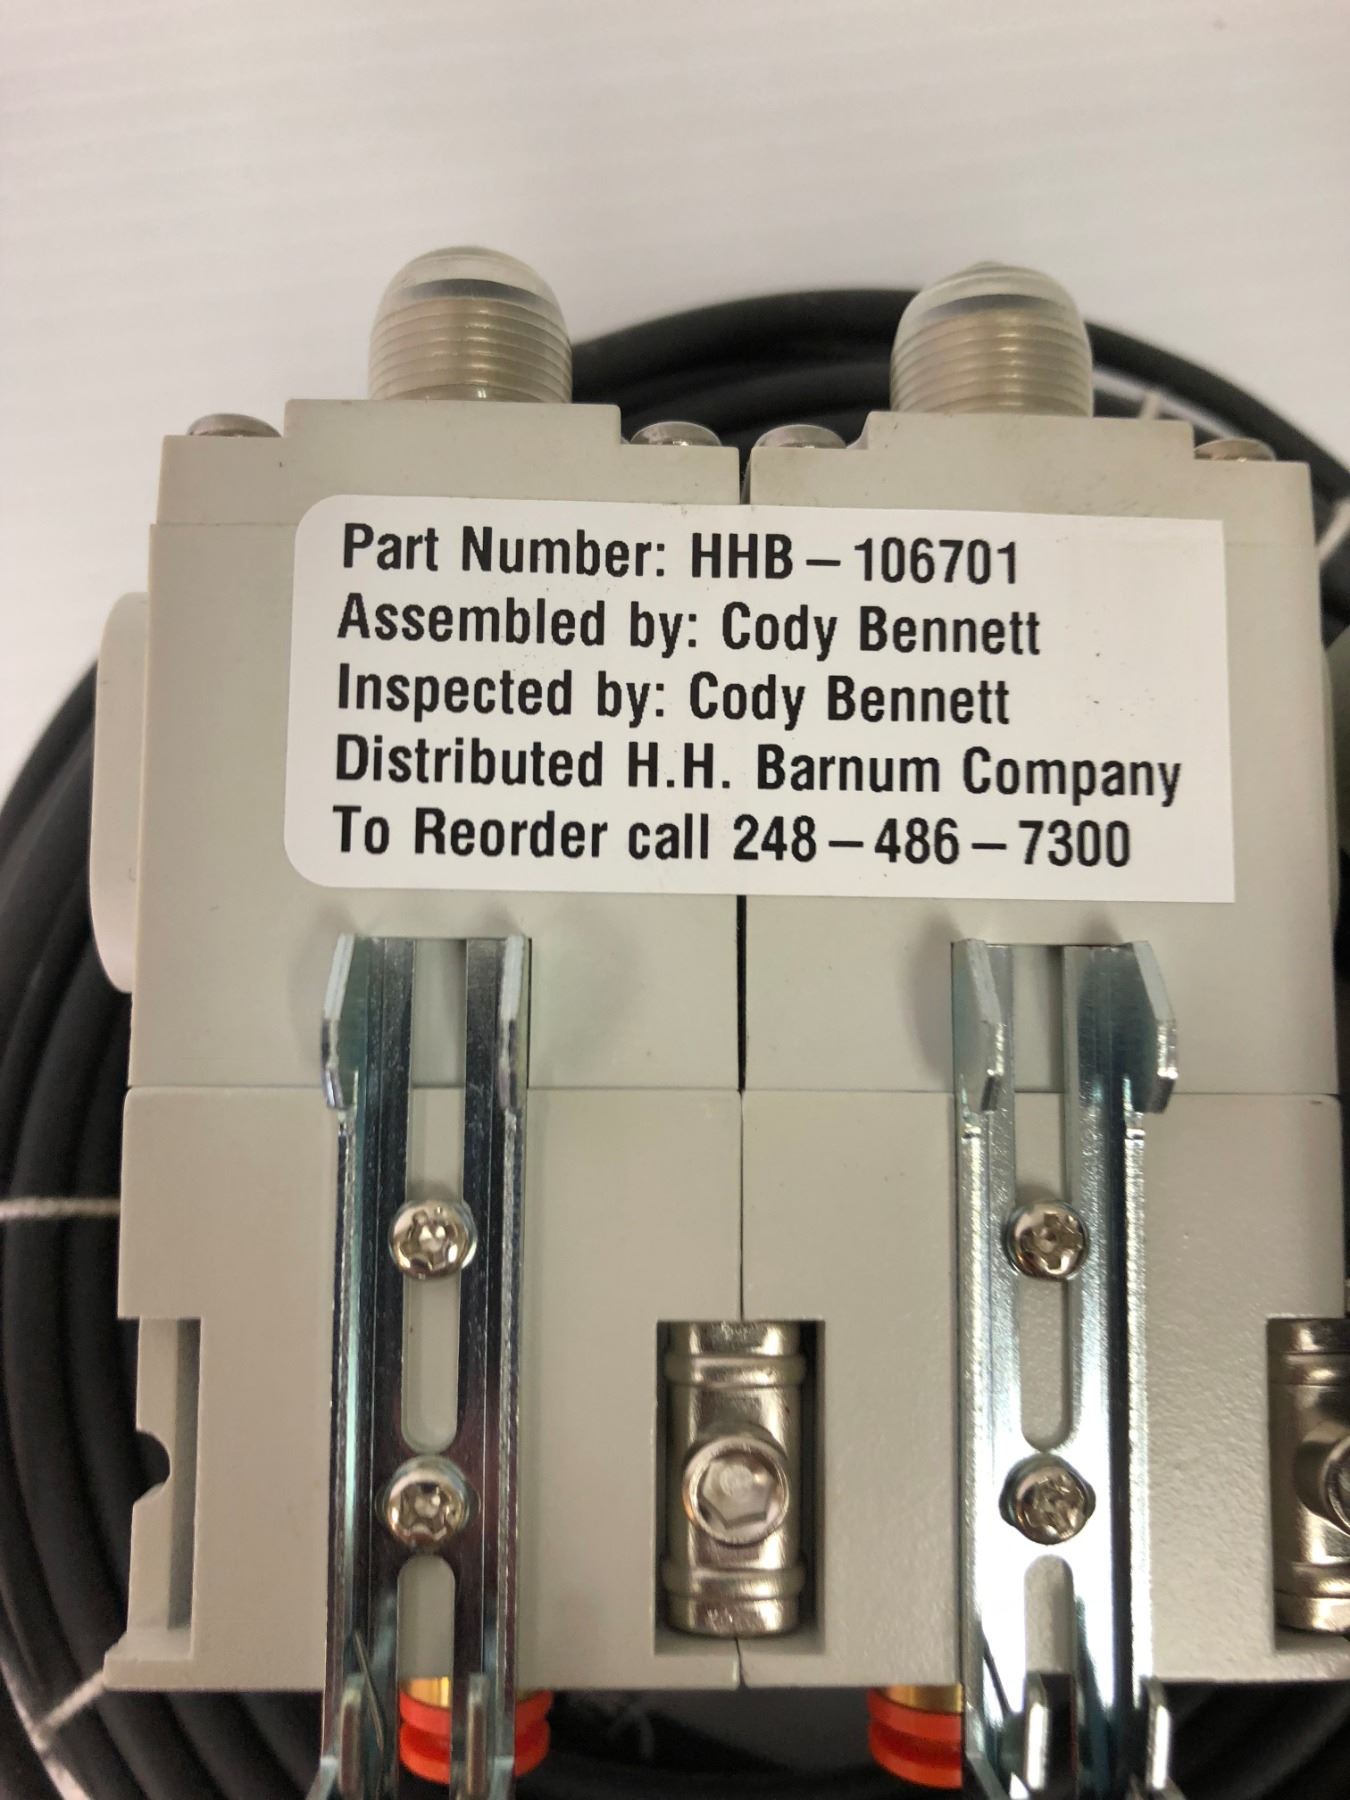 Part Number: HHB – 106701
Assembled by: Cody Bennett
Inspected by: Cody Bennett
Distributed H.H. Barnum Company
To Reorder call 248 – 486 – 7300